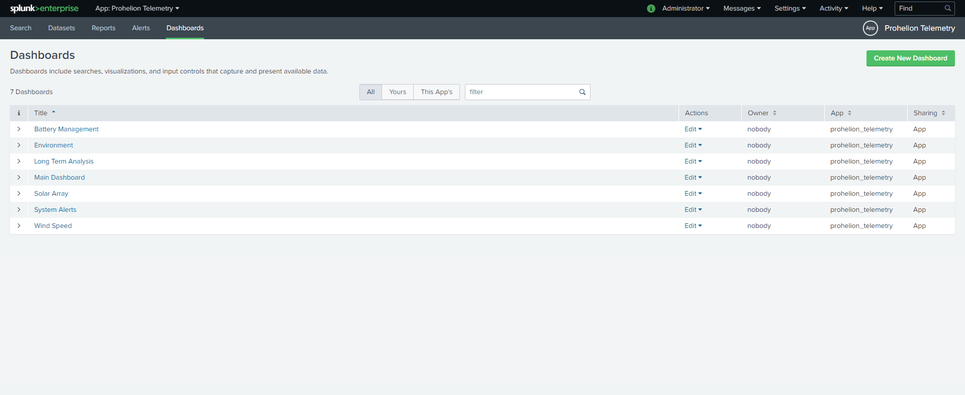 splunk>enterprise App: Prohelion Telemetry i Administrator Messages Settings Activity Help Find
Search Datasets Reports Alerts Dashboards App Prohelion Telemetry
Dashboards
Create New Dashboard
Dashboards include searches, visualizations, and input controls that capture and present available data.
7 Dashboards All Yours This App's filter
i Title Actions Owner App Sharing
Battery Management Edit nobody prohelion_telemetry App
Environment Edit nobody prohelion_telemetry App
Long Term Analysis Edit nobody prohelion_telemetry App
Main Dashboard Edit nobody prohelion_telemetry App
Solar Array Edit nobody prohelion_telemetry App
System Alerts Edit nobody prohelion_telemetry App
Wind Speed Edit nobody prohelion_telemetry App